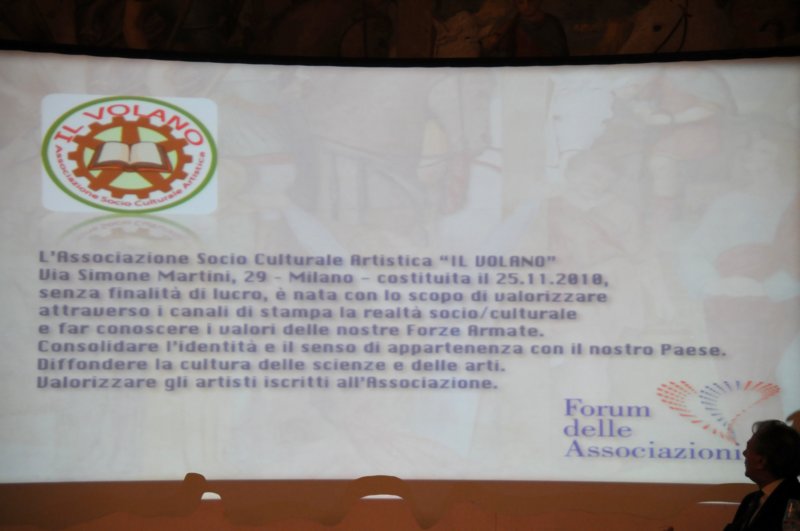 IL VOLANO
Associazione Socio Culturale Artistica
L'Associazione Socio Culturale Artistica "IL VOLANO"
Via Simone Martini, 29 - Milano - costituita il 25.11.2010,
senza finalità di lucro, è nata con lo scopo di valorizzare
attraverso i canali di stampa la realtà socio/culturale
e far conoscere i valori delle nostre Forze Armate.
Consolidare l'identità e il senso di appartenenza con il nostro Paese.
Diffondere la cultura delle scienze e delle arti.
Valorizzare gli artisti iscritti all'Associazione.
Forum
delle
Associazioni